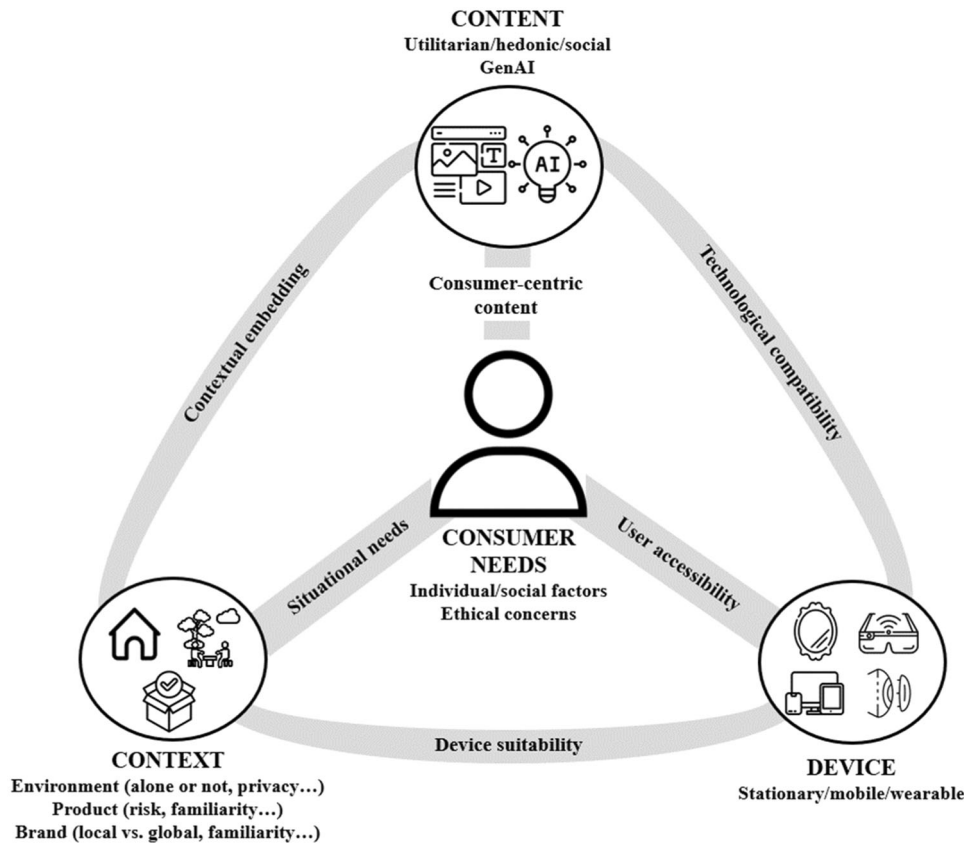 CONTENT
Utilitarian/hedonic/social
GenAI
T
AI
Consumer-centric
content
Contextual embedding
Technological compatibility
CONSUMER
NEEDS
Individual/social factors
Ethical concerns
Situational needs
User accessibility
Device suitability
CONTEXT
Environment (alone or not, privacy…)
Product (risk, familiarity…)
Brand (local vs. global, familiarity…)
DEVICE
Stationary/mobile/wearable